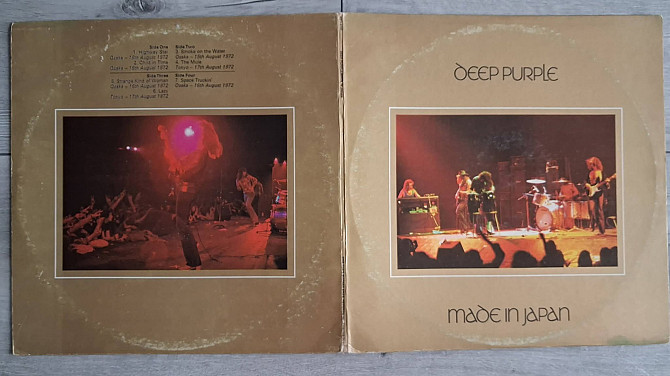 Side One
1. Highway Star
Osaka – August 1972
2. Child in Time
August 1972
Side Two
3. Smoke on the Water
Osaka – 15th August 1972
4. The Mule
Tokyo – 17th August 1972
Side Three
5. Strange Kind of Woman
Osaka – 16th August 1972
6. Lazy
Tokyo – 17th August 1972
Side Four
7. Space Truckin'
Osaka – 16th August 1972
DEEP PURPLE
MADE IN JAPAN